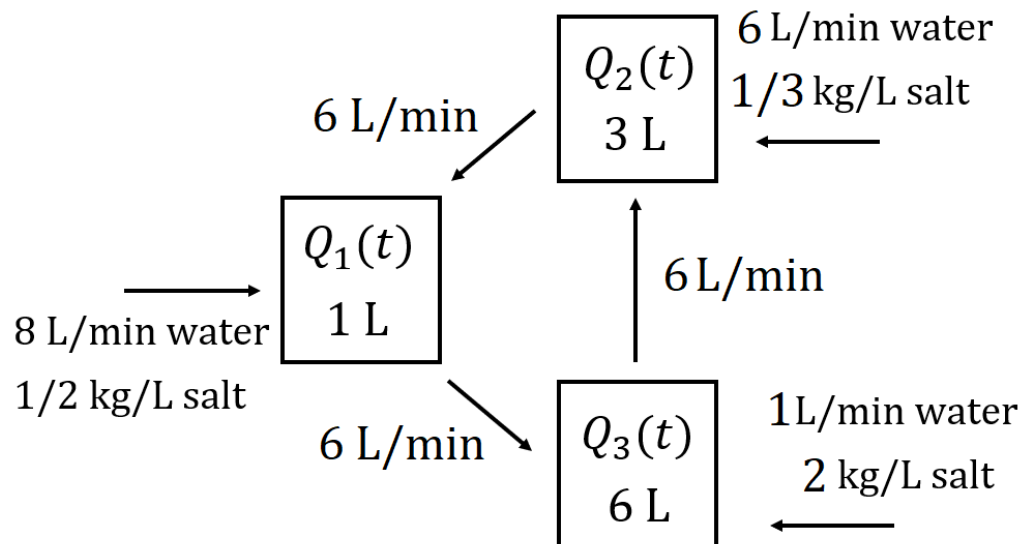 6 L/min water
1/3 kg/L salt
Q₂(t)
3 L
6 L/min
Q₁(t)
1 L
6 L/min
8 L/min water
1/2 kg/L salt
6 L/min
Q₃(t)
6 L
1 L/min water
2 kg/L salt